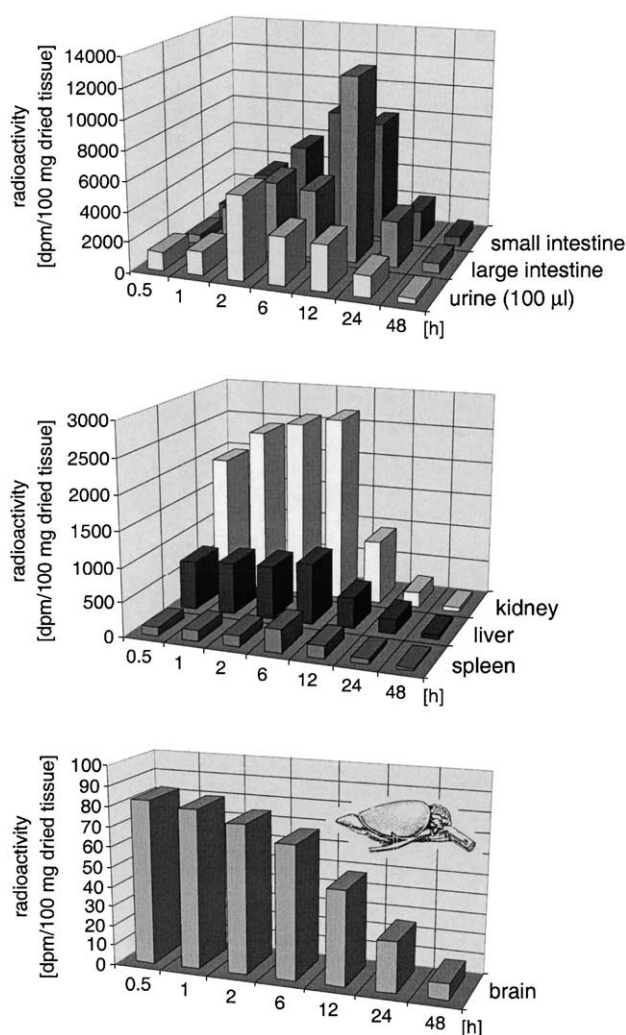 radioactivity
[dpm/100 mg dried tissue]
14000
12000
10000
8000
6000
4000
2000
0
0.5
1
2
6
12
24
48
[h]
small intestine
large intestine
urine (100 µl)
radioactivity
[dpm/100 mg dried tissue]
3000
2500
2000
1500
1000
500
0
0.5
1
2
6
12
24
48
[h]
kidney
liver
spleen
radioactivity
[dpm/100 mg dried tissue]
100
90
80
70
60
50
40
30
20
10
0
0.5
1
2
6
12
24
48
[h]
brain